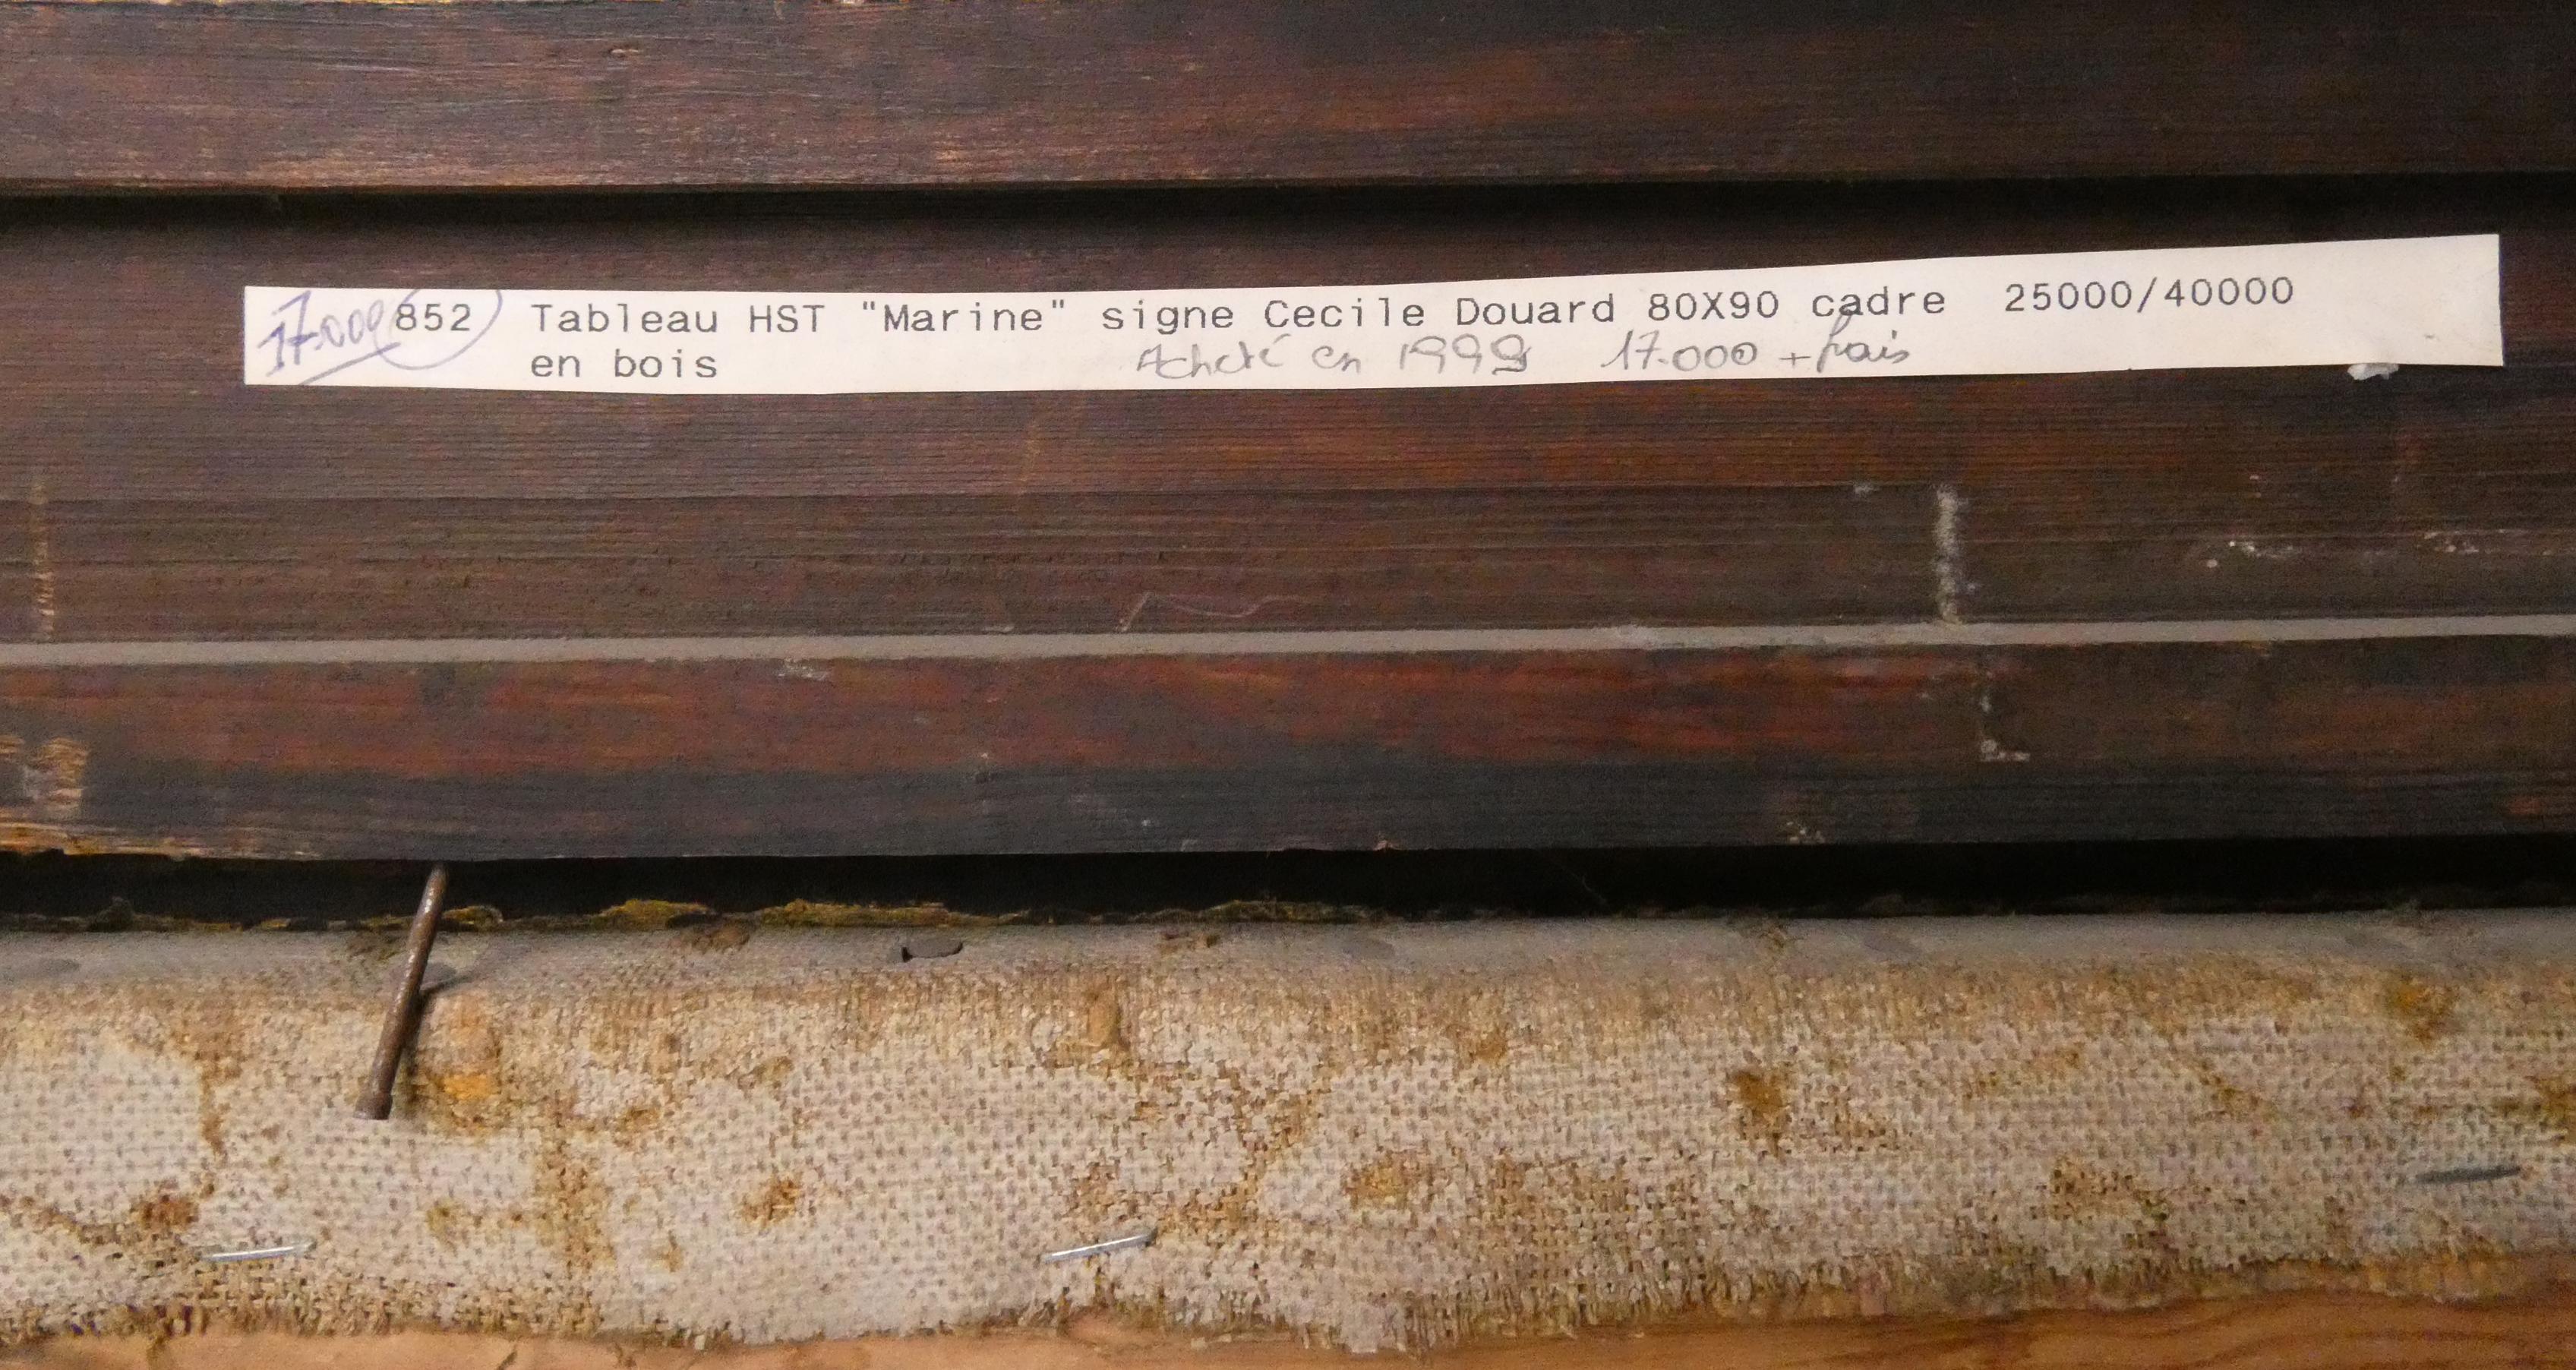 17.000 852 Tableau HST "Marine" signe Cecile Douard 80X90 cadre 25000/40000
en bois Acheté en 1999 17.000 + frais